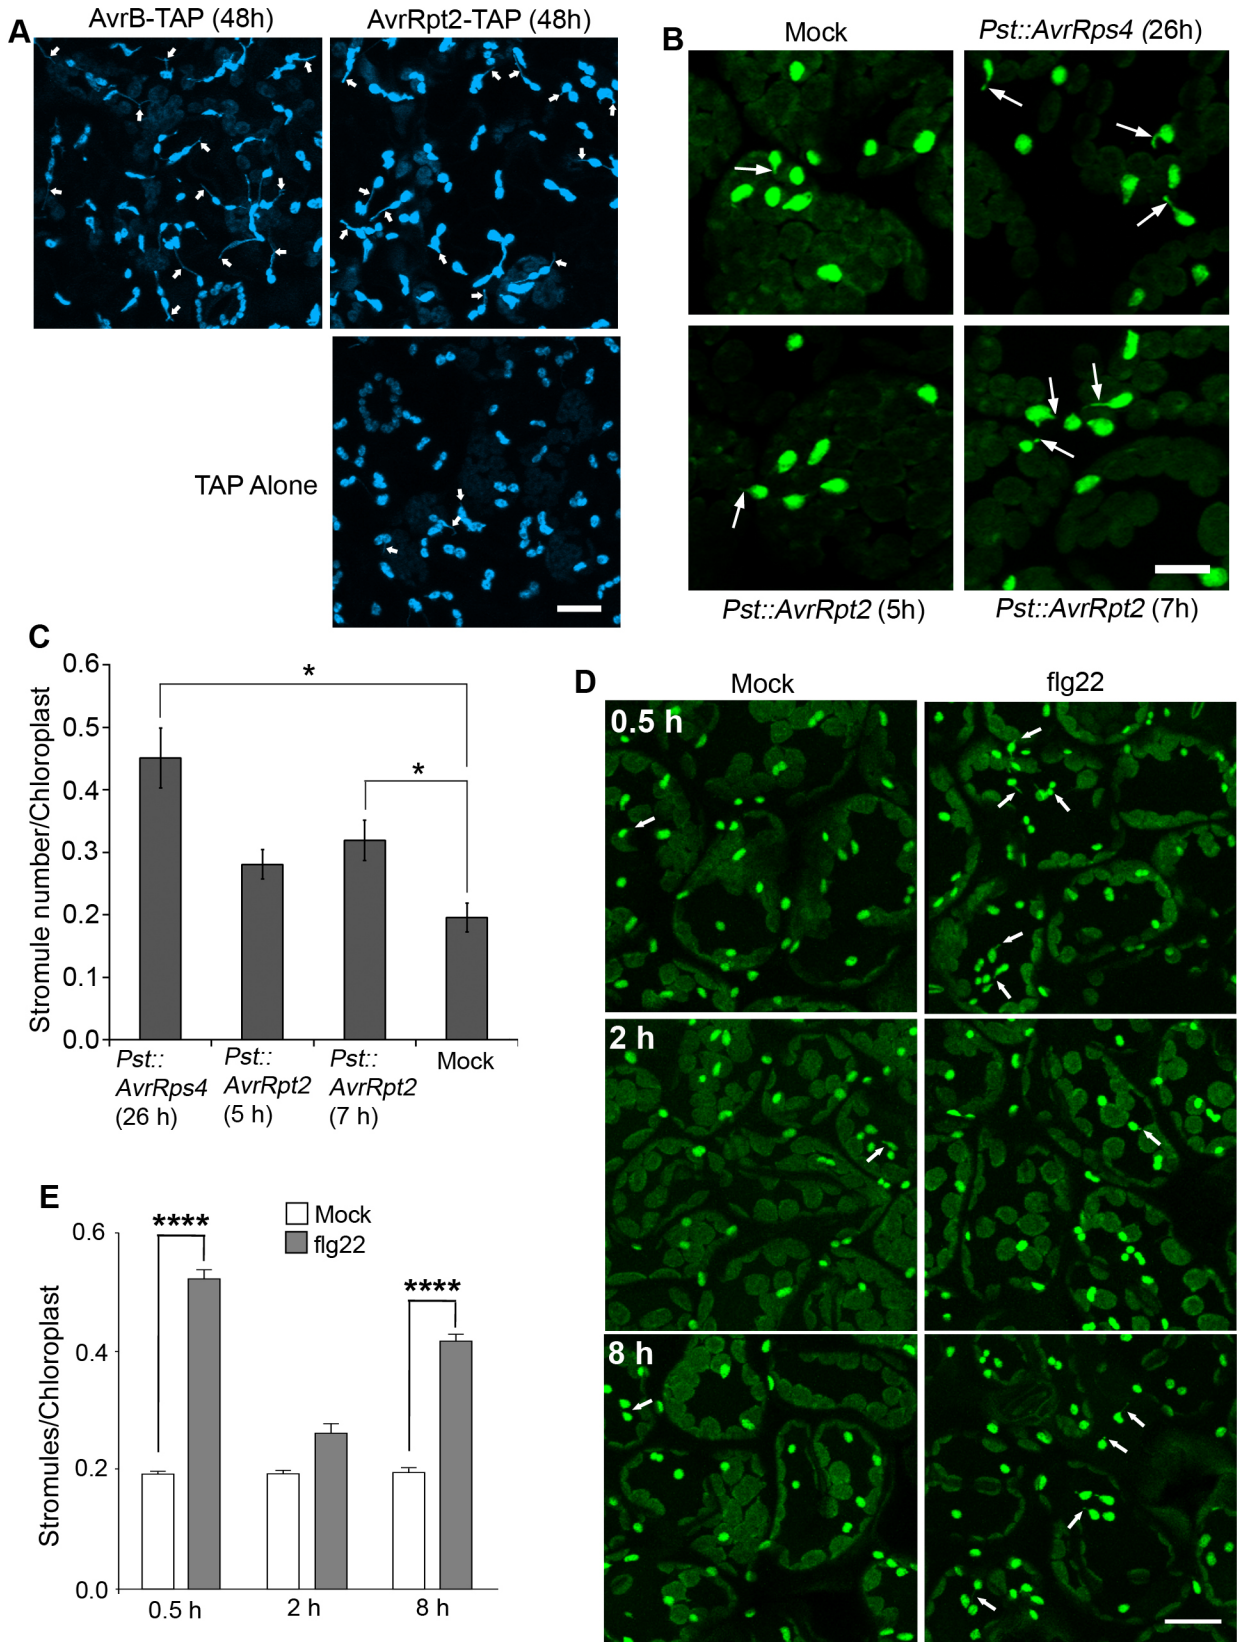 A
AvrB-TAP (48h)
AvrRpt2-TAP (48h)
TAP Alone
B
Mock
Pst::AvrRps4 (26h)
Pst::AvrRpt2 (5h)
Pst::AvrRpt2 (7h)
C
Stromule number/Chloroplast
0.6
0.5
0.4
0.3
0.2
0.1
0.0
*
*
Pst::
AvrRps4
(26 h)
Pst::
AvrRpt2
(5 h)
Pst::
AvrRpt2
(7 h)
Mock
D
Mock
flg22
0.5 h
2 h
8 h
E
Mock
flg22
Stromules/Chloroplast
0.6
0.4
0.2
0.0
****
****
0.5 h
2 h
8 h